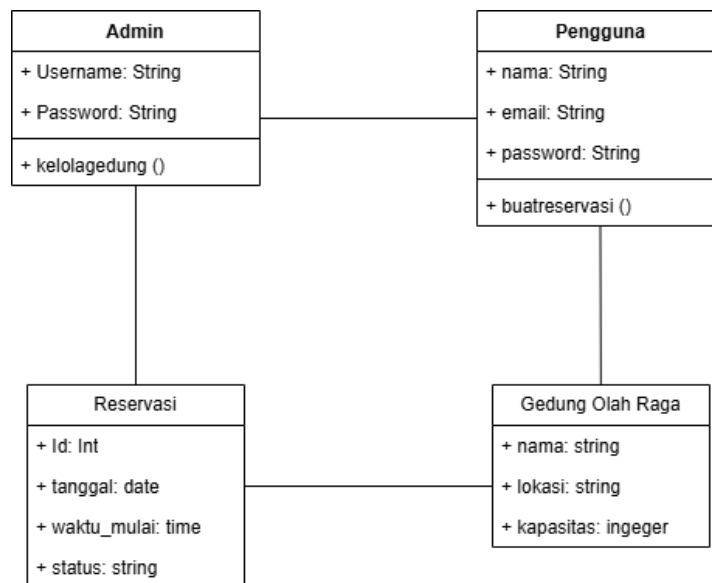 Admin
+ Username: String
+ Password: String
+ kelolagedung ()
Pengguna
+ nama: String
+ email: String
+ password: String
+ buatreservasi ()
Reservasi
+ Id: Int
+ tanggal: date
+ waktu_mulai: time
+ status: string
Gedung Olah Raga
+ nama: string
+ lokasi: string
+ kapasitas: ingeger